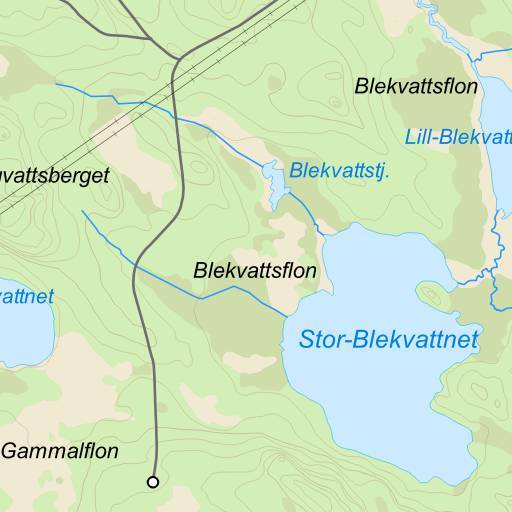 Blekvattsflon
Lill-Blekvatt
Blekvattstj.
vattsberget
Blekvattsflon
vattnet
Stor-Blekvattnet
Gammalflon